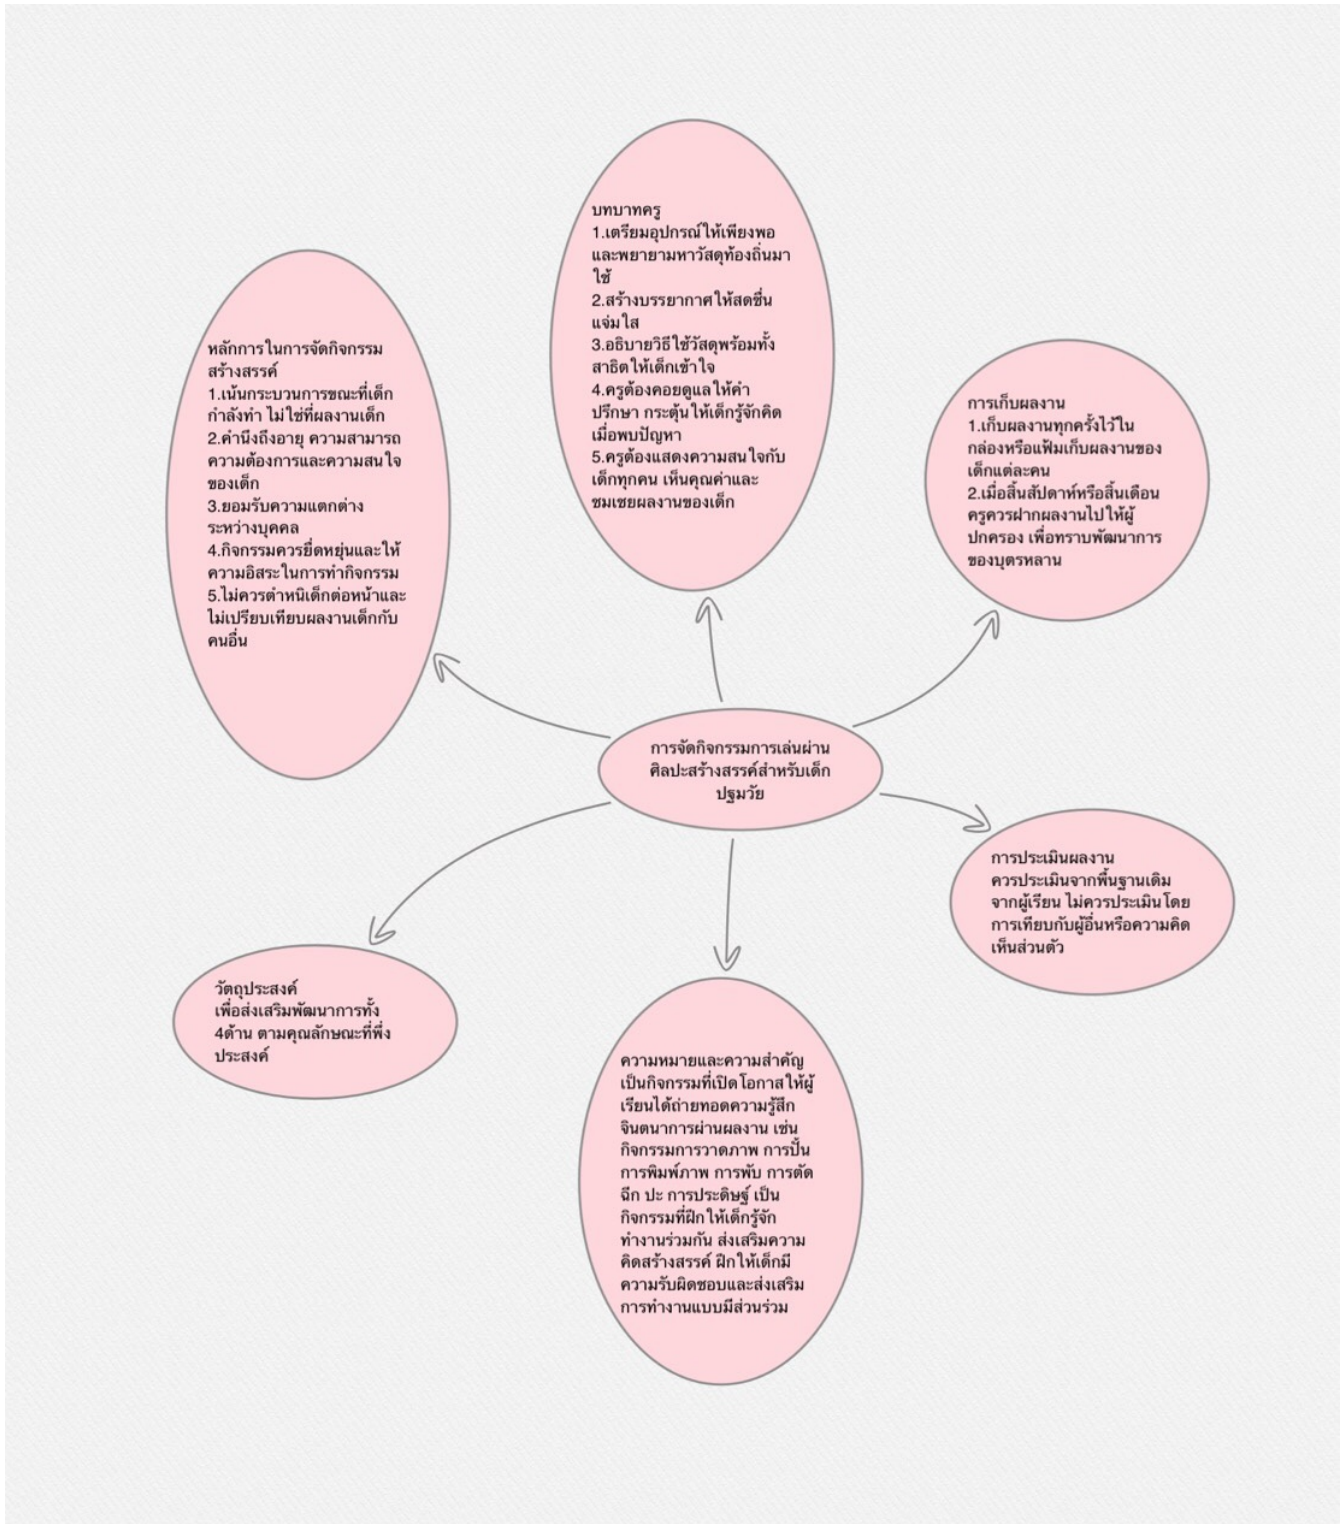 บทบาทครู
1.เตรียมอุปกรณ์ให้เพียงพอ
และพยายามหาวัสดุท้องถิ่นมา
ใช้
2.สร้างบรรยากาศให้สดชื่น
แจ่มใส
3.อธิบายวิธีใช้วัสดุพร้อมทั้ง
สาธิตให้เด็กเข้าใจ
4.ครูต้องคอยดูแลให้คำ
ปรึกษา กระตุ้นให้เด็กรู้จักคิด
เมื่อพบปัญหา
5.ครูต้องแสดงความสนใจกับ
เด็กทุกคน เห็นคุณค่าและ
ชมเชยผลงานของเด็ก
หลักการในการจัดกิจกรรม
สร้างสรรค์
1.เน้นกระบวนการขณะที่เด็ก
กำลังทำ ไม่ใช่ที่ผลงานเด็ก
2.คำนึงถึงอายุ ความสามารถ
ความต้องการและความสนใจ
ของเด็ก
3.ยอมรับความแตกต่าง
ระหว่างบุคคล
4.กิจกรรมควรยืดหยุ่นและให้
ความอิสระในการทำกิจกรรม
5.ไม่ควรตำหนิเด็กต่อหน้าและ
ไม่เปรียบเทียบผลงานเด็กกับ
คนอื่น
การเก็บผลงาน
1.เก็บผลงานทุกครั้งไว้ใน
กล่องหรือแฟ้มเก็บผลงานของ
เด็กแต่ละคน
2.เมื่อสิ้นสัปดาห์หรือสิ้นเดือน
ครูควรฝากผลงานไปให้ผู้
ปกครอง เพื่อทราบพัฒนาการ
ของบุตรหลาน
การจัดกิจกรรมการเล่นผ่าน
ศิลปะสร้างสรรค์สำหรับเด็ก
ปฐมวัย
การประเมินผลงาน
ควรประเมินจากพื้นฐานเดิม
จากผู้เรียน ไม่ควรประเมินโดย
การเทียบกับผู้อื่นหรือความคิด
เห็นส่วนตัว
วัตถุประสงค์
เพื่อส่งเสริมพัฒนาการทั้ง
4ด้าน ตามคุณลักษณะที่พึ่ง
ประสงค์
ความหมายและความสำคัญ
เป็นกิจกรรมที่เปิดโอกาสให้ผู้
เรียนได้ถ่ายทอดความรู้สึก
จินตนาการผ่านผลงาน เช่น
กิจกรรมการวาดภาพ การปั้น
การพิมพ์ภาพ การพับ การตัด
ฉีก ปะ การประดิษฐ์ เป็น
กิจกรรมที่ฝึกให้เด็กรู้จัก
ทำงานร่วมกัน ส่งเสริมความ
คิดสร้างสรรค์ ฝึกให้เด็กมี
ความรับผิดชอบและส่งเสริม
การทำงานแบบมีส่วนร่วม